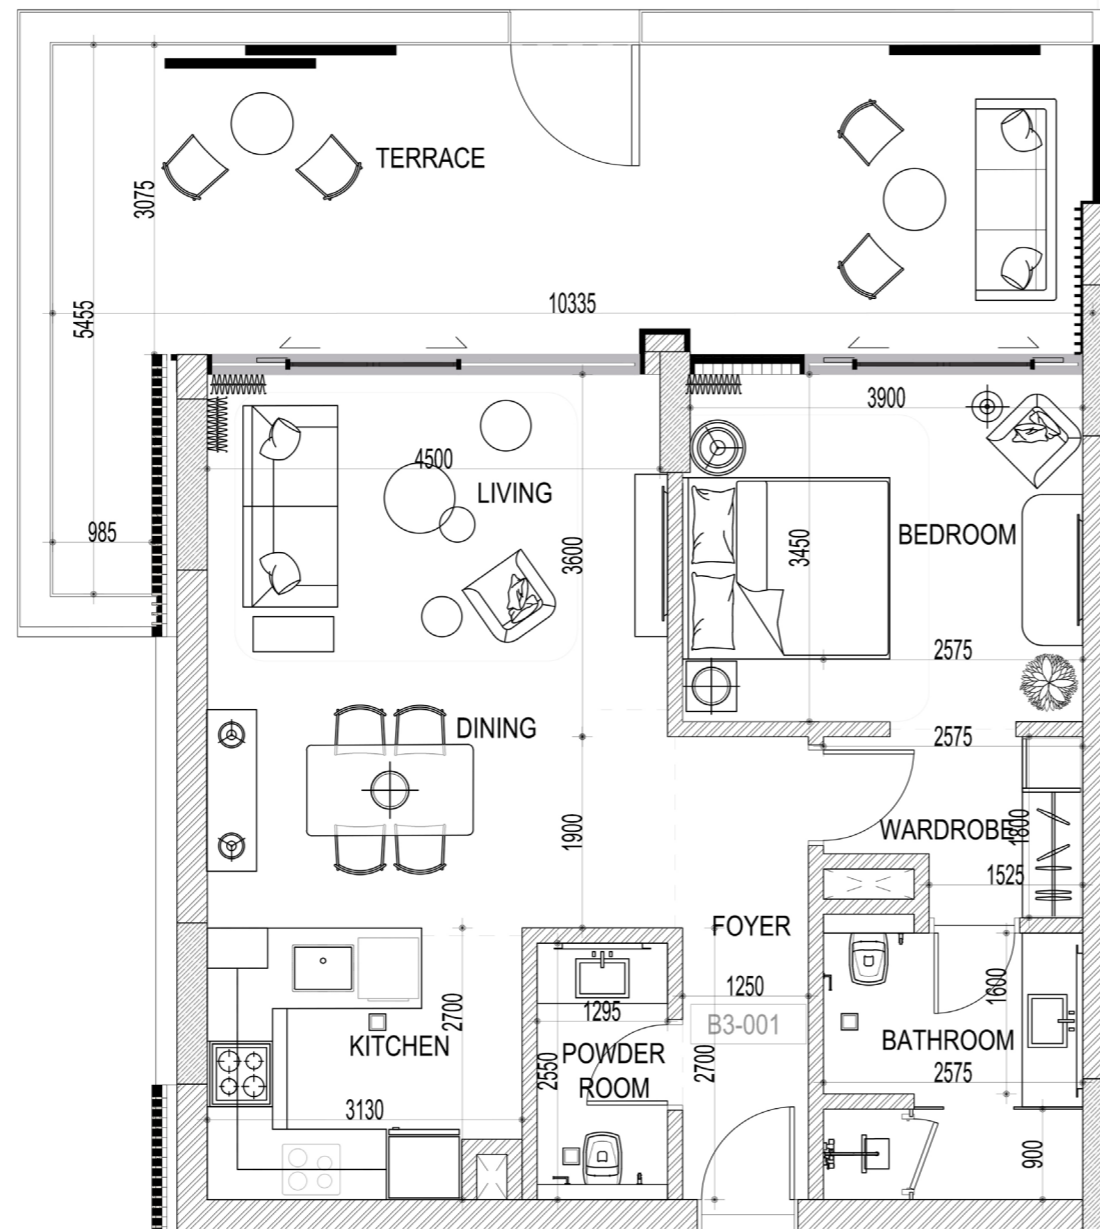 TERRACE
3075
5455
10335
3900
4500
LIVING
985
3600
3450
BEDROOM
2575
DINING
2575
1900
WARDROBE
1800
1525
FOYER
2700
1250
1600
1295
B3-001
KITCHEN
POWDER
ROOM
2550
2700
BATHROOM
2575
3130
900